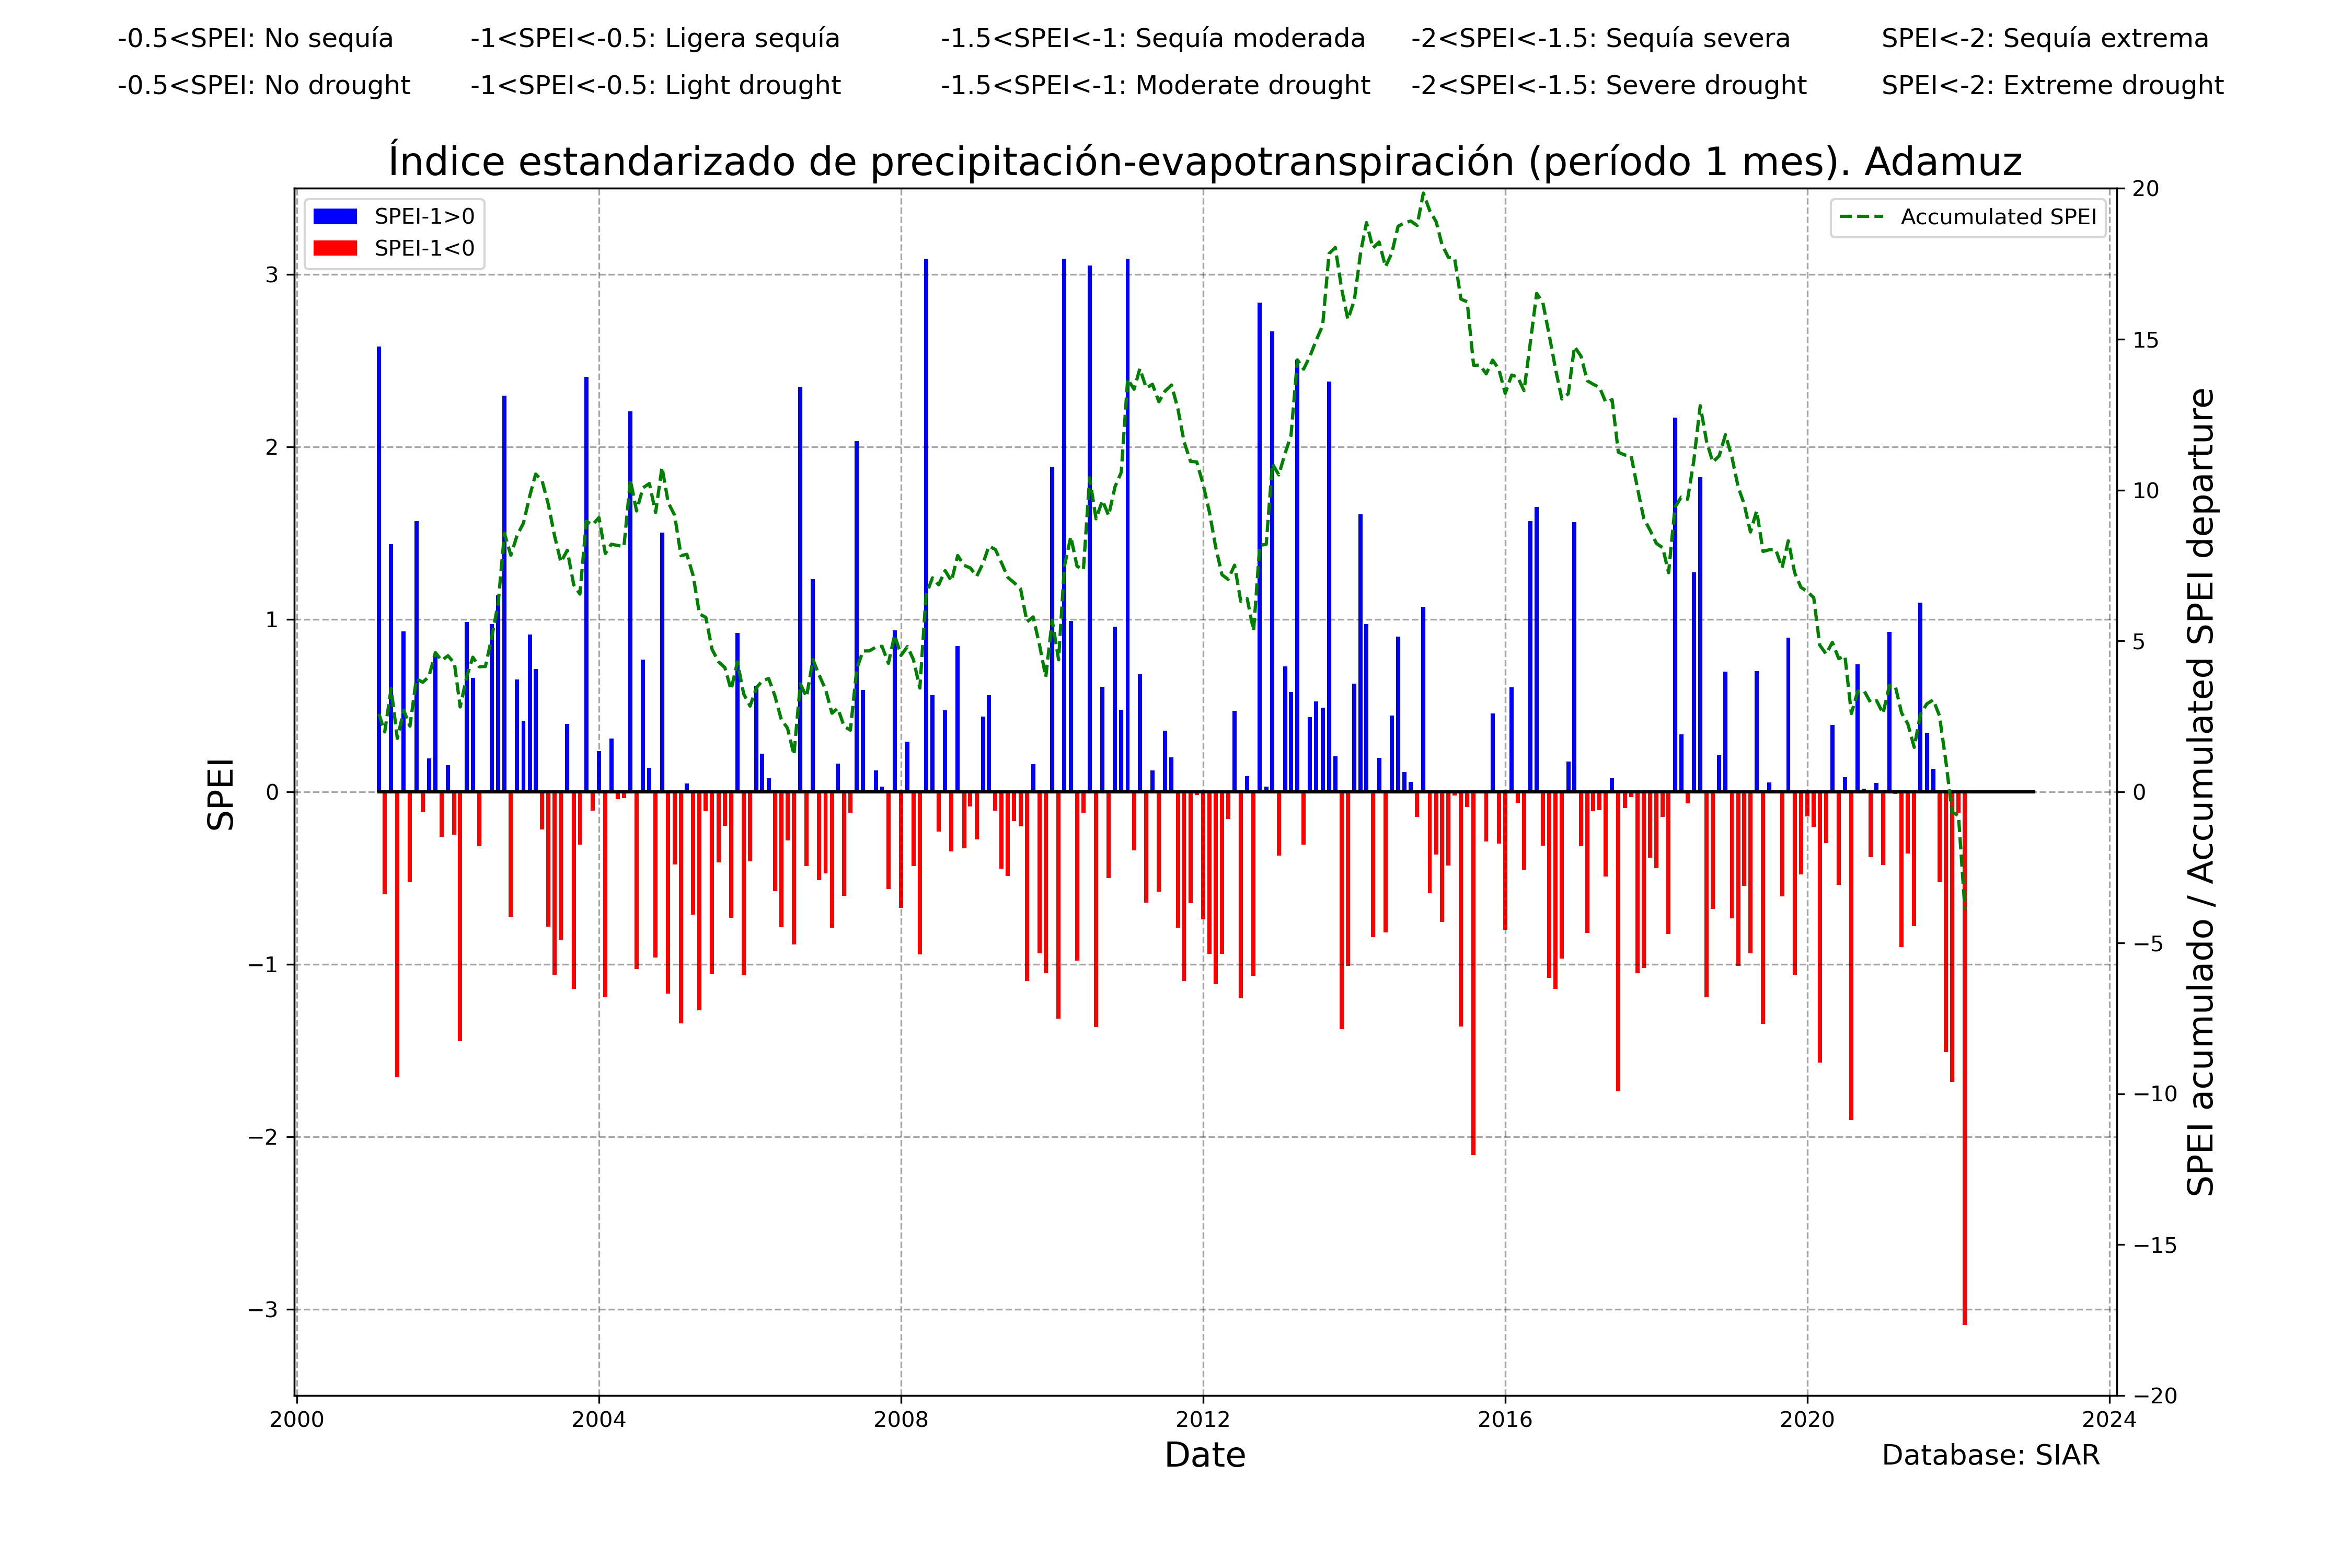 -0.5<SPEI: No sequía -1<SPEI<-0.5: Ligera sequía -1.5<SPEI<-1: Sequía moderada -2<SPEI<-1.5: Sequía severa SPEI<-2: Sequía extrema
-0.5<SPEI: No drought -1<SPEI<-0.5: Light drought -1.5<SPEI<-1: Moderate drought -2<SPEI<-1.5: Severe drought SPEI<-2: Extreme drought
Índice estandarizado de precipitación-evapotranspiración (período 1 mes). Adamuz
SPEI-1>0
SPEI-1<0
Accumulated SPEI
SPEI
3
2
1
0
−1
−2
−3
20
15
10
5
0
−5
−10
−15
−20
SPEI acumulado / Accumulated SPEI departure
2000 2004 2008 2012 2016 2020 2024
Date
Database: SIAR